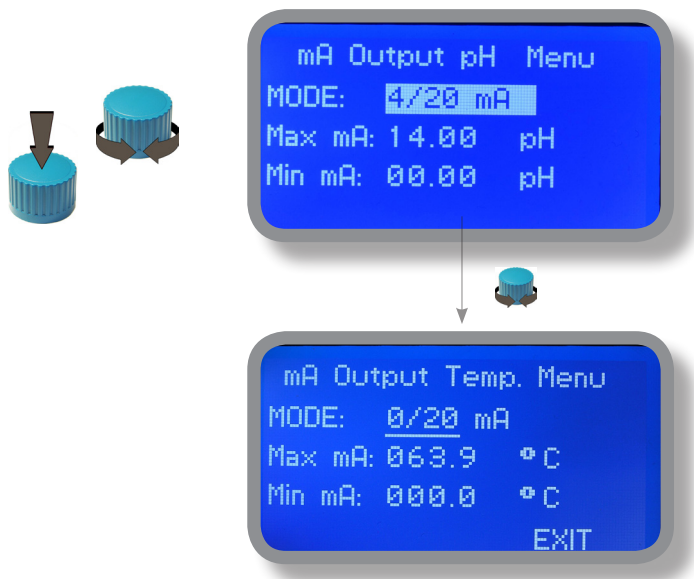 mA Output pH Menu
MODE: 4/20 mA
Max mA: 14.00 pH
Min mA: 00.00 pH
mA Output Temp. Menu
MODE: 0/20 mA
Max mA: 063.9 °C
Min mA: 000.0 °C
EXIT